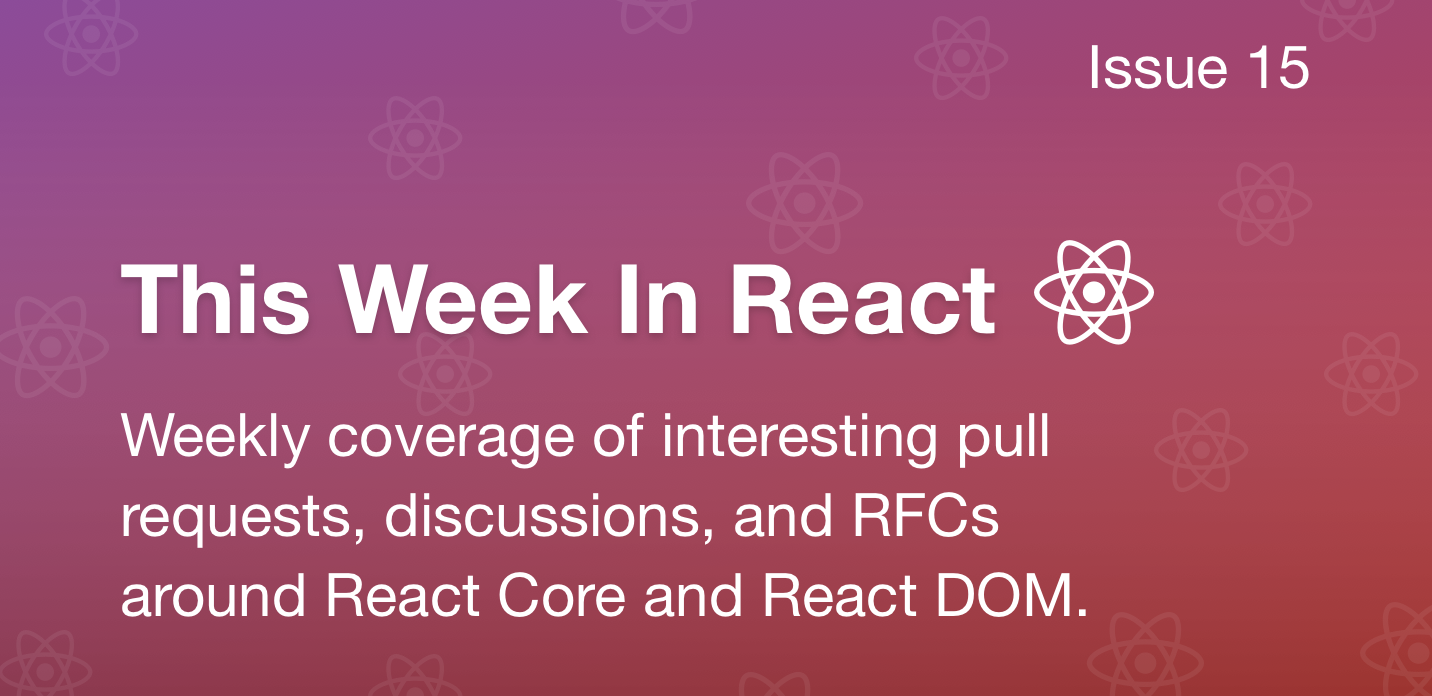 Issue 15
This Week In React
Weekly coverage of interesting pull
requests, discussions, and RFCs
around React Core and React DOM.